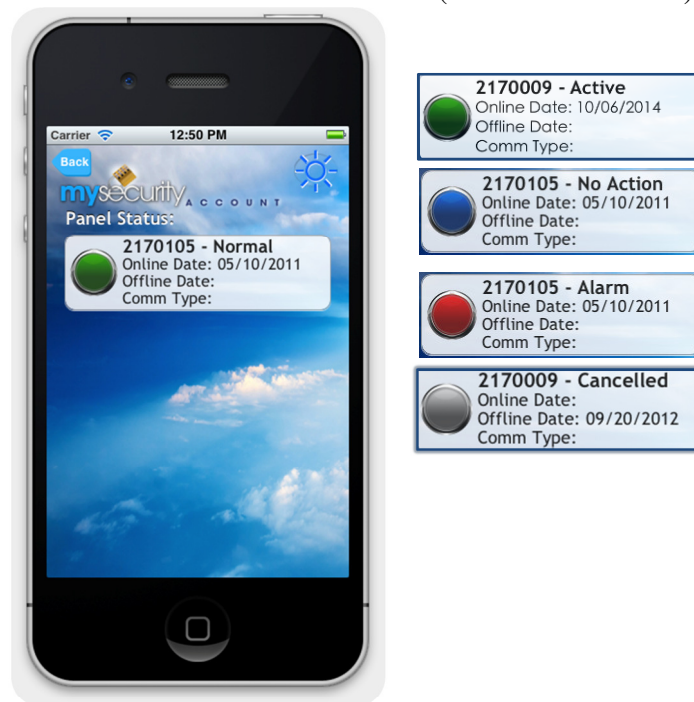 Carrier
12:50 PM
Back
mysecurity
ACCOUNT
Panel Status:
2170105 - Normal
Online Date: 05/10/2011
Offline Date:
Comm Type:
2170009 - Active
Online Date: 10/06/2014
Offline Date:
Comm Type:
2170105 - No Action
Online Date: 05/10/2011
Offline Date:
Comm Type:
2170105 - Alarm
Online Date: 05/10/2011
Offline Date:
Comm Type:
2170009 - Cancelled
Online Date:
Offline Date: 09/20/2012
Comm Type: